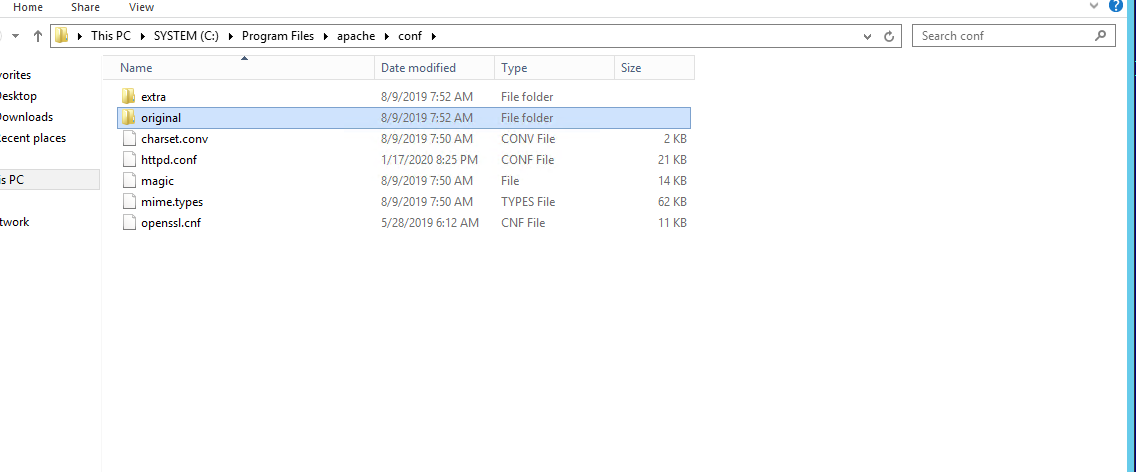 Home Share View
This PC SYSTEM (C:) Program Files apache conf Search conf
Name Date modified Type Size
vorites
Desktop
Downloads
Recent places
is PC
twork
extra 8/9/2019 7:52 AM File folder
original 8/9/2019 7:52 AM File folder
charset.conv 8/9/2019 7:50 AM CONV File 2 KB
httpd.conf 1/17/2020 8:25 PM CONF File 21 KB
magic 8/9/2019 7:50 AM File 14 KB
mime.types 8/9/2019 7:50 AM TYPES File 62 KB
openssl.cnf 5/28/2019 6:12 AM CNF File 11 KB